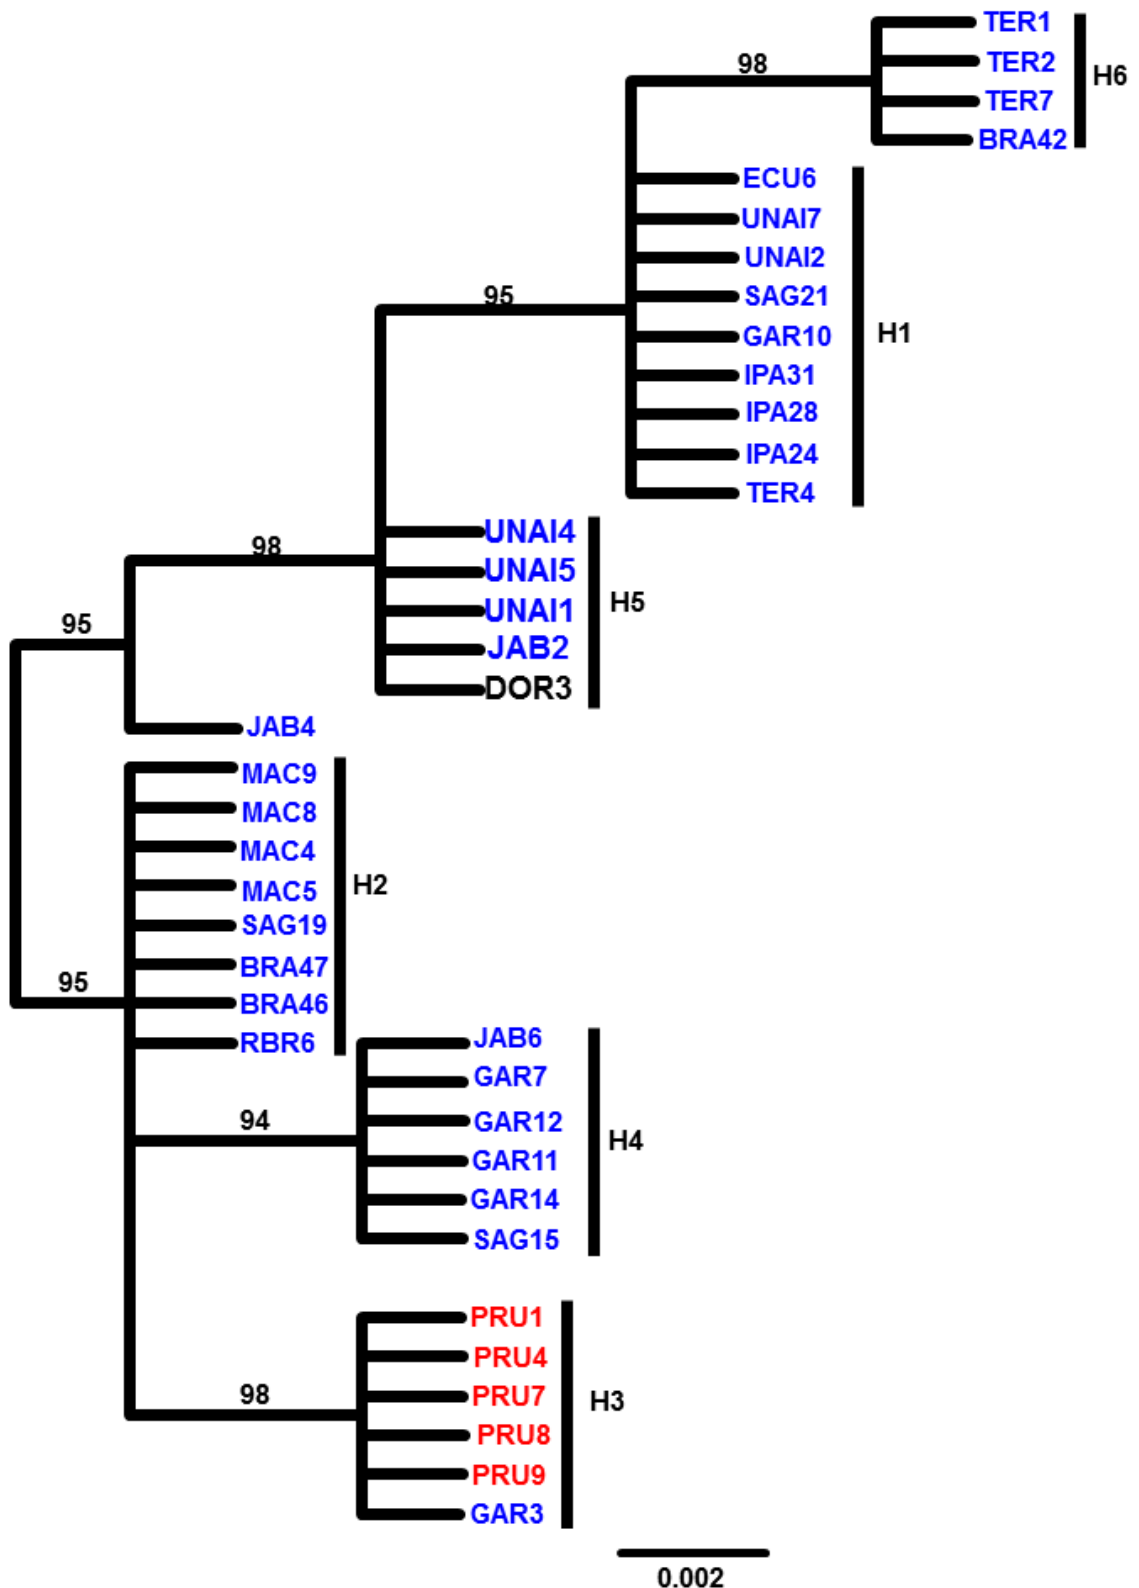 TER1
98
TER2
H6
TER7
BRA42
ECU6
UNAI7
UNAI2
95
SAG21
H1
GAR10
IPA31
IPA28
IPA24
TER4
UNAI4
98
UNAI5
H5
UNAI1
95
JAB2
DOR3
JAB4
MAC9
MAC8
MAC4
H2
MAC5
SAG19
BRA47
95
BRA46
RBR6
JAB6
GAR7
94
GAR12
H4
GAR11
GAR14
SAG15
PRU1
PRU4
98
PRU7
H3
PRU8
PRU9
GAR3
0.002